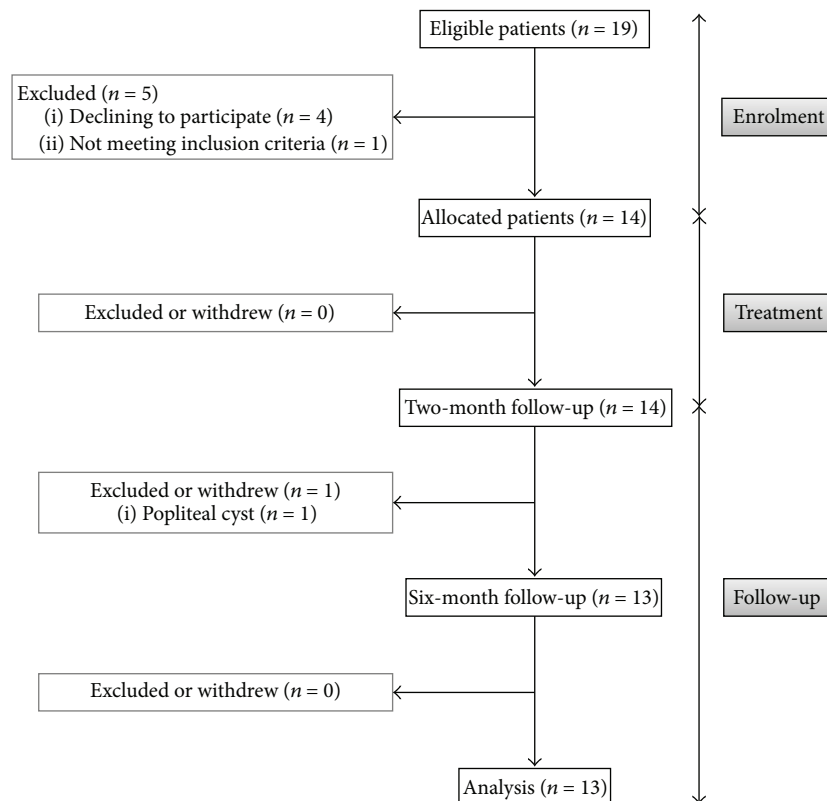 Eligible patients (n = 19)
Excluded (n = 5)
(i) Declining to participate (n = 4)
(ii) Not meeting inclusion criteria (n = 1)
Enrolment
Allocated patients (n = 14)
Excluded or withdrew (n = 0)
Treatment
Two-month follow-up (n = 14)
Excluded or withdrew (n = 1)
(i) Popliteal cyst (n = 1)
Six-month follow-up (n = 13)
Follow-up
Excluded or withdrew (n = 0)
Analysis (n = 13)